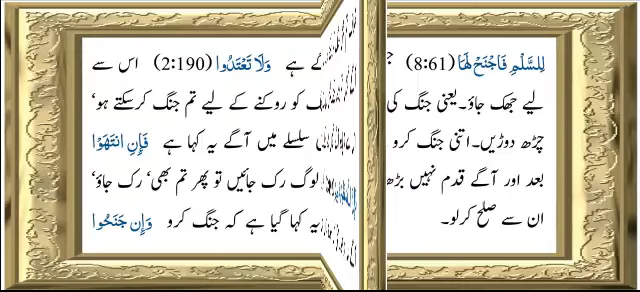 لِلسَّلْمِ فَاجْنَحْ لَهَا (8:61)
لیے جھک جاؤ۔یعنی جنگ کی
چڑھ دوڑیں۔اتنی جنگ کرو
بعد اور آگے قدم نہیں بڑھ
ان سے صلح کرلو۔
ہے وَلَا تَعْتَدُوا (2:190) اس سے
کو روکنے کے لیے تم جنگ کرسکتے ہو‘
سلسلے میں آگے یہ کہا ہے فَإِنِ انتَهَوْا
لوگ رک جائیں تو پھر تم بھی‘ رک جاؤ‘
یہ کہا گیا ہے کہ جنگ کرو وَإِن جَنَحُوا